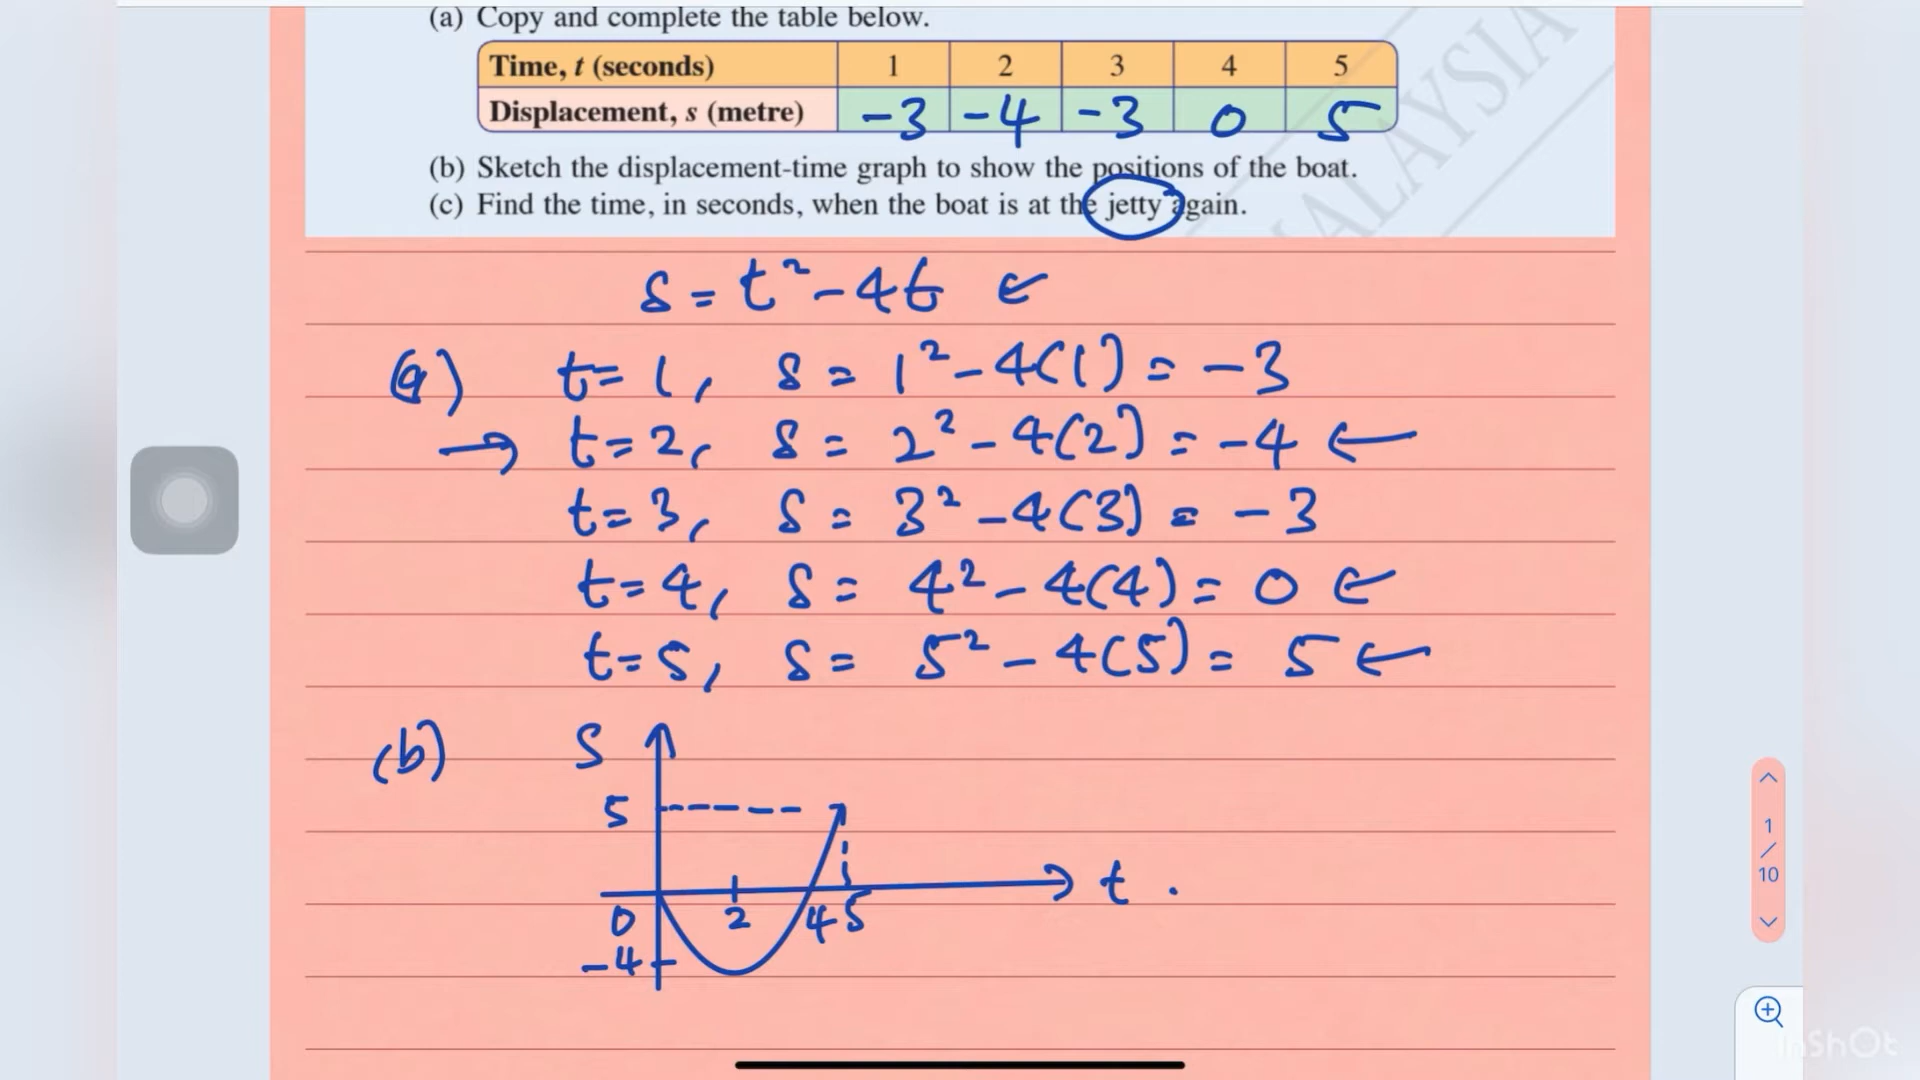 (a) Copy and complete the table below.
Time, t (seconds) 1 2 3 4 5
Displacement, s (metre) -3 -4 -3 0 5
(b) Sketch the displacement-time graph to show the positions of the boat.
(c) Find the time, in seconds, when the boat is at the jetty again.
MALAYSIA
s = t² - 4t ←
(a) t = 1, s = 1² - 4(1) = -3
→ t = 2, s = 2² - 4(2) = -4 ←
t = 3, s = 3² - 4(3) = -3
t = 4, s = 4² - 4(4) = 0 ←
t = 5, s = 5² - 4(5) = 5 ←
(b) S
5
0 2 4 5 t .
-4
1
/
10
InShOt